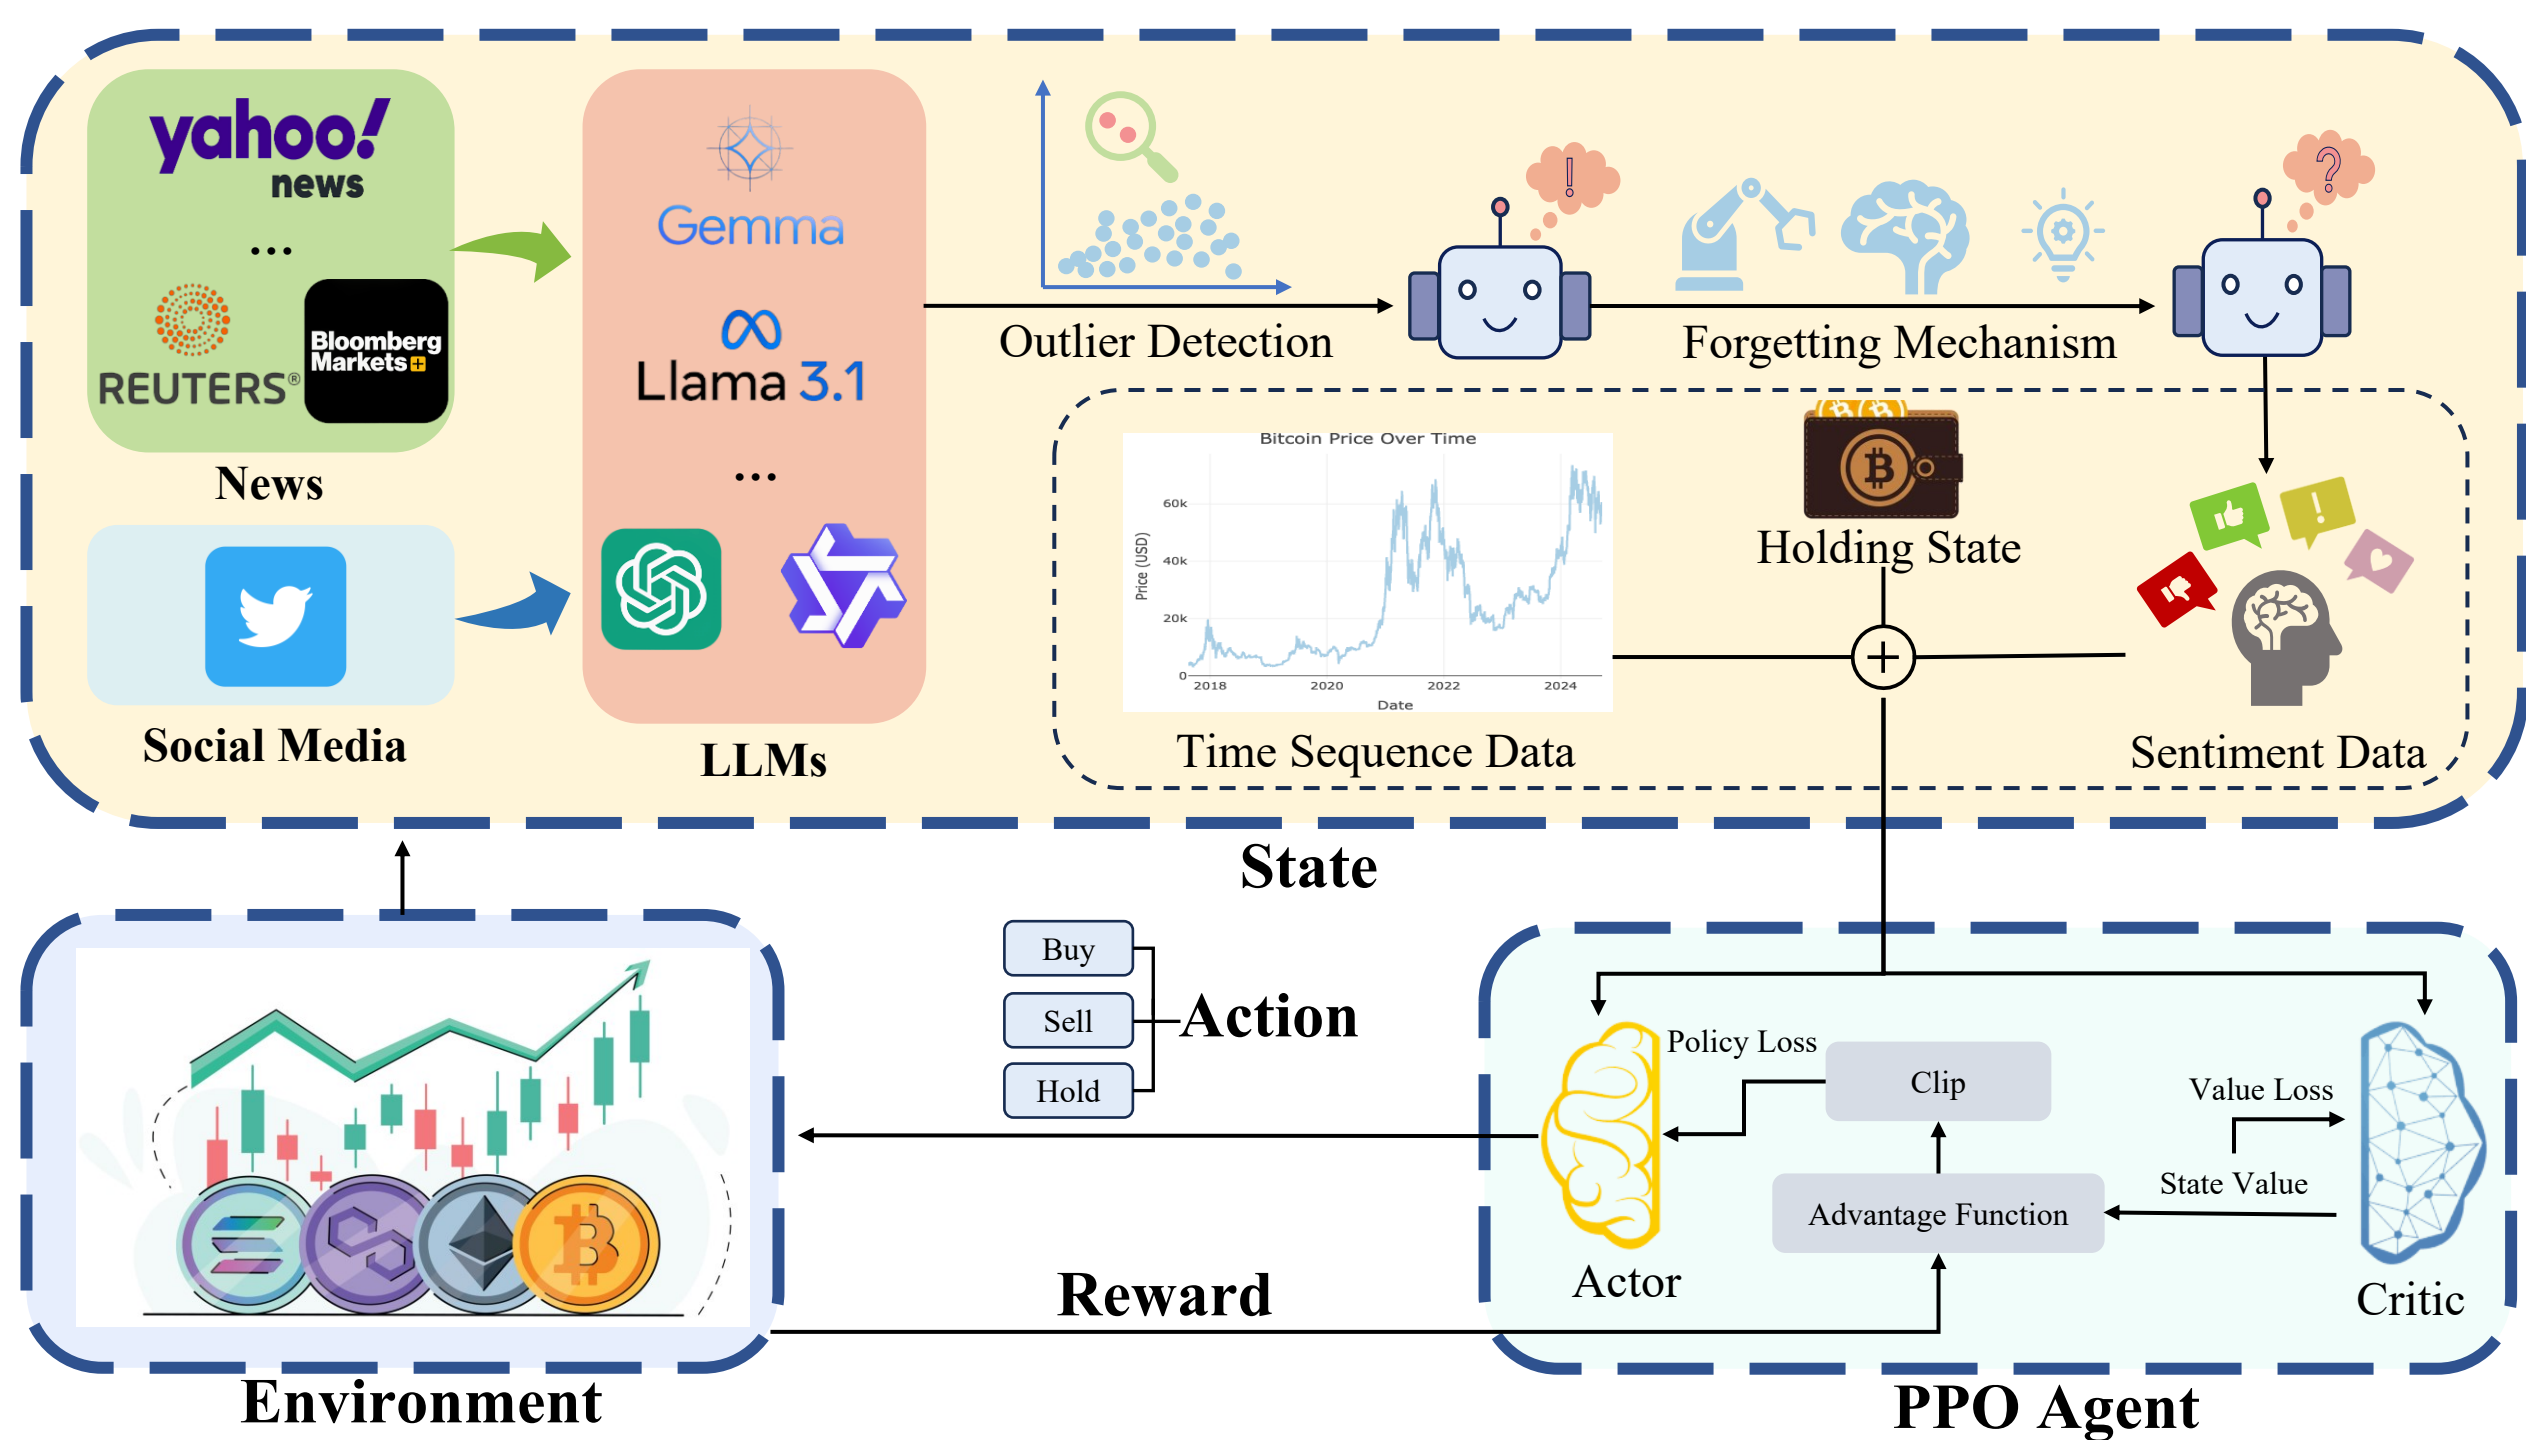 yahoo!
news
...
REUTERS®
Bloomberg
Markets+
News
Social Media
Gemma
Llama 3.1
...
LLMs
Outlier Detection
!
Forgetting Mechanism
?
Bitcoin Price Over Time
Price (USD)
60k
40k
20k
0
2018
2020
2022
2024
Date
Time Sequence Data
Holding State
+
!
Sentiment Data
State
Buy
Sell
Hold
Action
Reward
Environment
Policy Loss
Clip
Value Loss
State Value
Advantage Function
Actor
Critic
PPO Agent